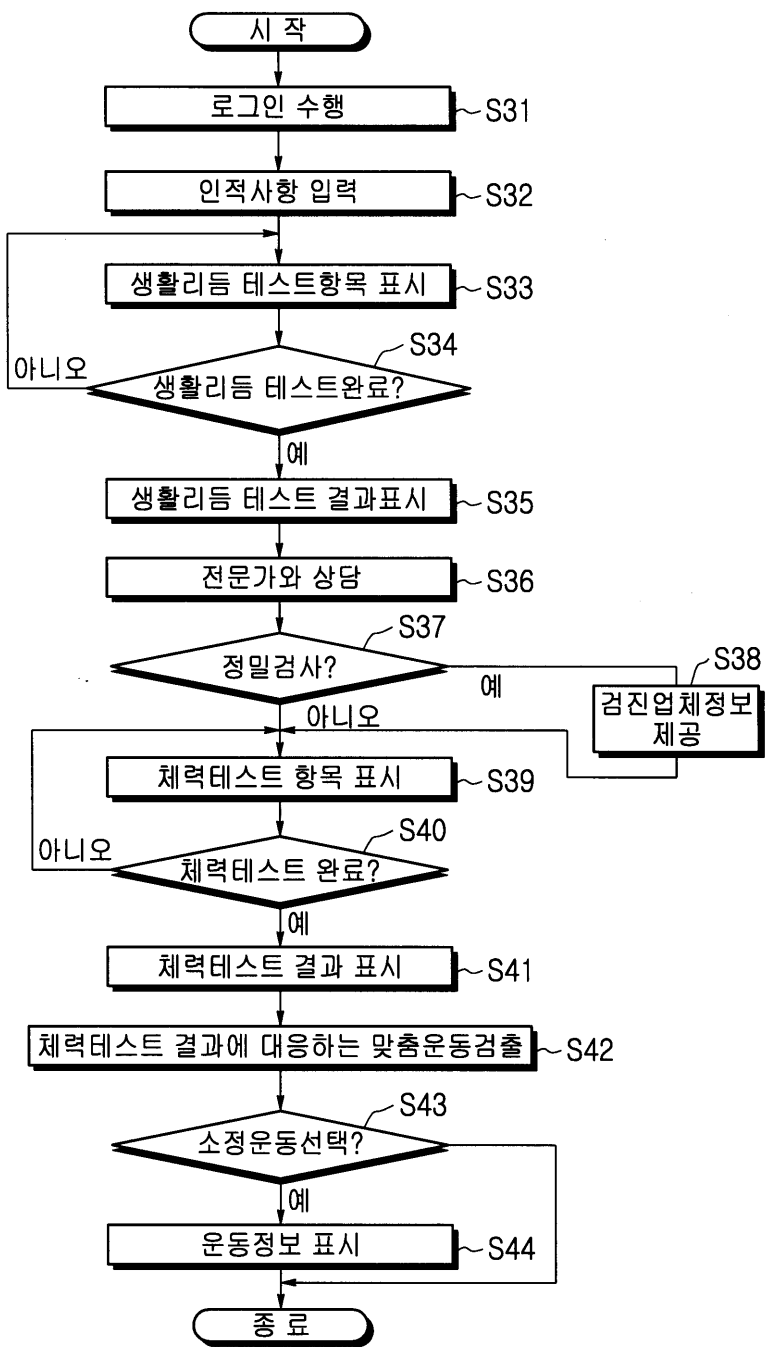 시 작
로그인 수행
S31
인적사항 입력
S32
생활리듬 테스트항목 표시
S33
S34
아니오
생활리듬 테스트완료?
예
생활리듬 테스트 결과표시
S35
전문가와 상담
S36
S37
정밀검사?
예
S38
검진업체정보
제공
아니오
체력테스트 항목 표시
S39
S40
아니오
체력테스트 완료?
예
체력테스트 결과 표시
S41
체력테스트 결과에 대응하는 맞춤운동검출
S42
S43
소정운동선택?
예
운동정보 표시
S44
종 료